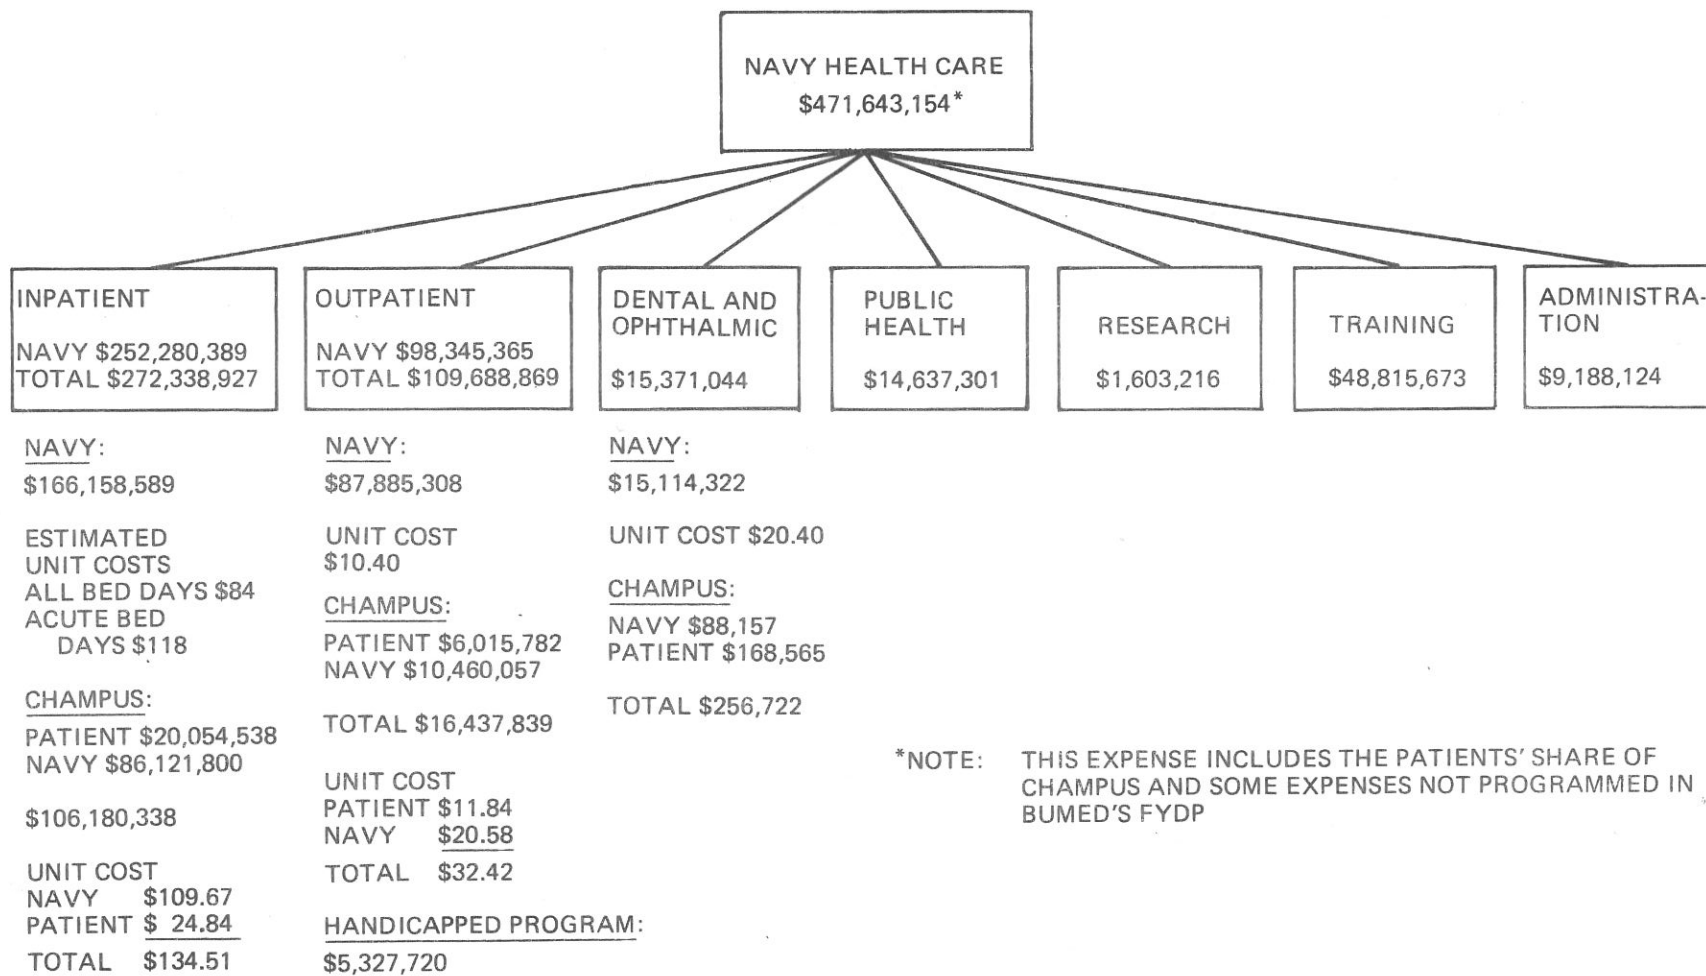 NAVY HEALTH CARE
$471,643,154*
INPATIENT
NAVY $252,280,389
TOTAL $272,338,927
OUTPATIENT
NAVY $98,345,365
TOTAL $109,688,869
DENTAL AND
OPHTHALMIC
$15,371,044
PUBLIC
HEALTH
$14,637,301
RESEARCH
$1,603,216
TRAINING
$48,815,673
ADMINISTRA-
TION
$9,188,124
NAVY:
$166,158,589
ESTIMATED
UNIT COSTS
ALL BED DAYS $84
ACUTE BED
DAYS $118
CHAMPUS:
PATIENT $20,054,538
NAVY $86,121,800
$106,180,338
UNIT COST
NAVY $109.67
PATIENT $ 24.84
TOTAL $134.51
NAVY:
$87,885,308
UNIT COST
$10.40
CHAMPUS:
PATIENT $6,015,782
NAVY $10,460,057
TOTAL $16,437,839
UNIT COST
PATIENT $11.84
NAVY $20.58
TOTAL $32.42
HANDICAPPED PROGRAM:
$5,327,720
NAVY:
$15,114,322
UNIT COST $20.40
CHAMPUS:
NAVY $88,157
PATIENT $168,565
TOTAL $256,722
*NOTE: THIS EXPENSE INCLUDES THE PATIENTS' SHARE OF
CHAMPUS AND SOME EXPENSES NOT PROGRAMMED IN
BUMED'S FYDP